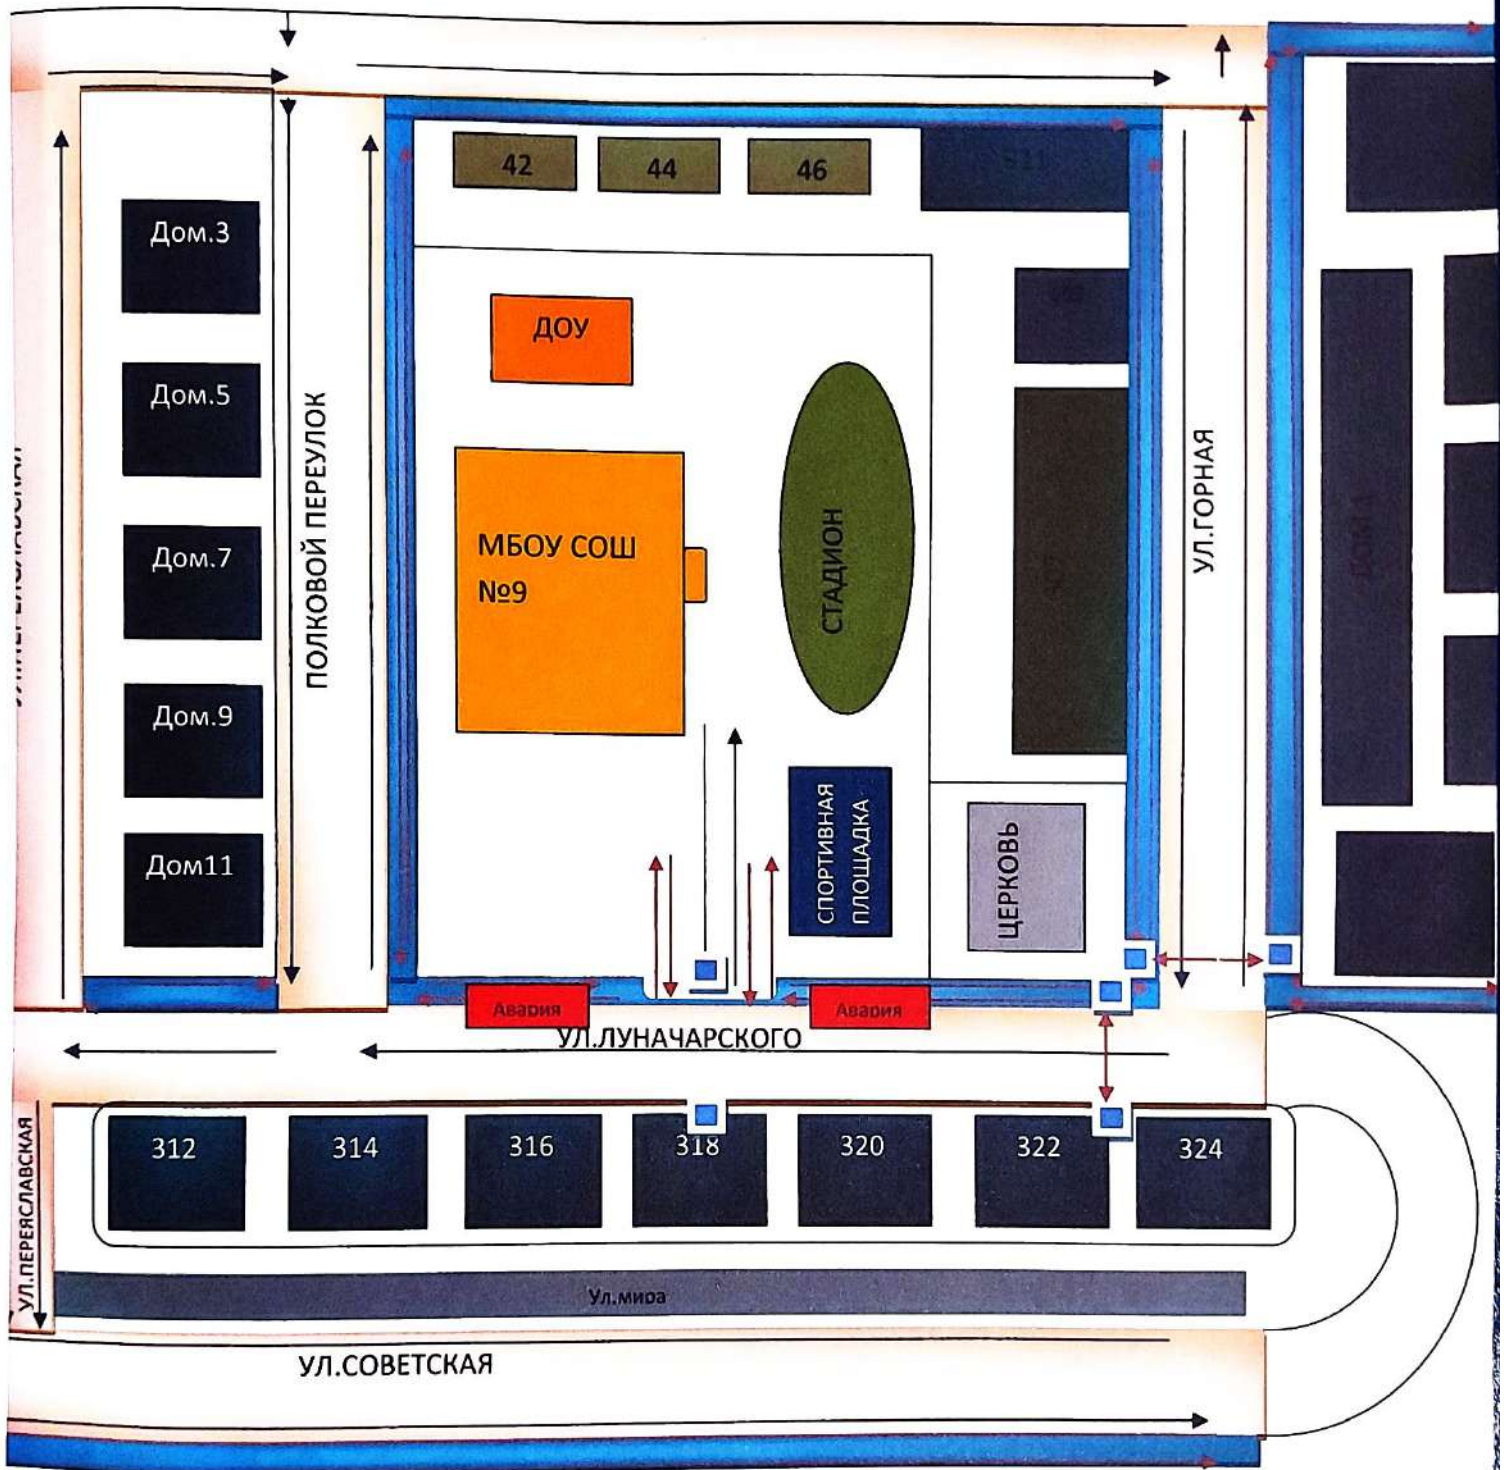 42
44
46
Дом.3
ДОУ
Дом.5
ПОЛКОВОЙ ПЕРЕУЛОК
УЛ.ГОРНАЯ
МБОУ СОШ
№9
СТАДИОН
Дом.7
Дом.9
Дом11
СПОРТИВНАЯ
ПЛОЩАДКА
ЦЕРКОВЬ
Авария
Авария
УЛ.ЛУНАЧАРСКОГО
312
314
316
318
320
322
324
УЛ.ПЕРЕЯСЛАВСКАЯ
Ул.мира
УЛ.СОВЕТСКАЯ